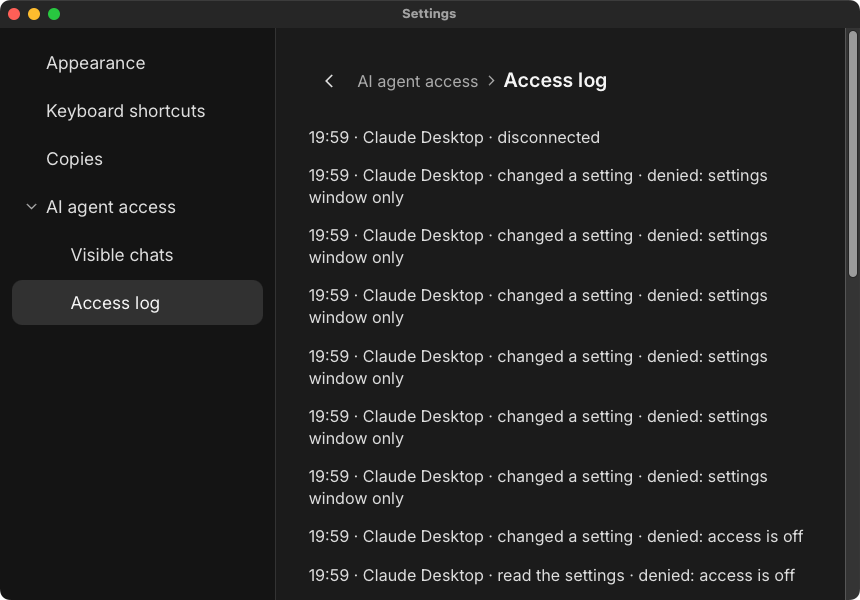 Settings
Appearance
Keyboard shortcuts
Copies
AI agent access
Visible chats
Access log
AI agent access > Access log
19:59 · Claude Desktop · disconnected
19:59 · Claude Desktop · changed a setting · denied: settings
window only
19:59 · Claude Desktop · changed a setting · denied: settings
window only
19:59 · Claude Desktop · changed a setting · denied: settings
window only
19:59 · Claude Desktop · changed a setting · denied: settings
window only
19:59 · Claude Desktop · changed a setting · denied: settings
window only
19:59 · Claude Desktop · changed a setting · denied: settings
window only
19:59 · Claude Desktop · changed a setting · denied: access is off
19:59 · Claude Desktop · read the settings · denied: access is off